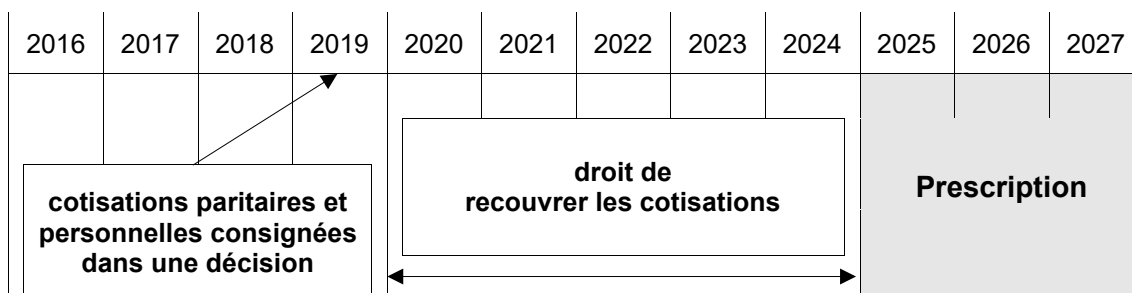 2016 2017 2018 2019 2020 2021 2022 2023 2024 2025 2026 2027
cotisations paritaires et
personnelles consignées
dans une décision
droit de
recouvrer les cotisations
Prescription